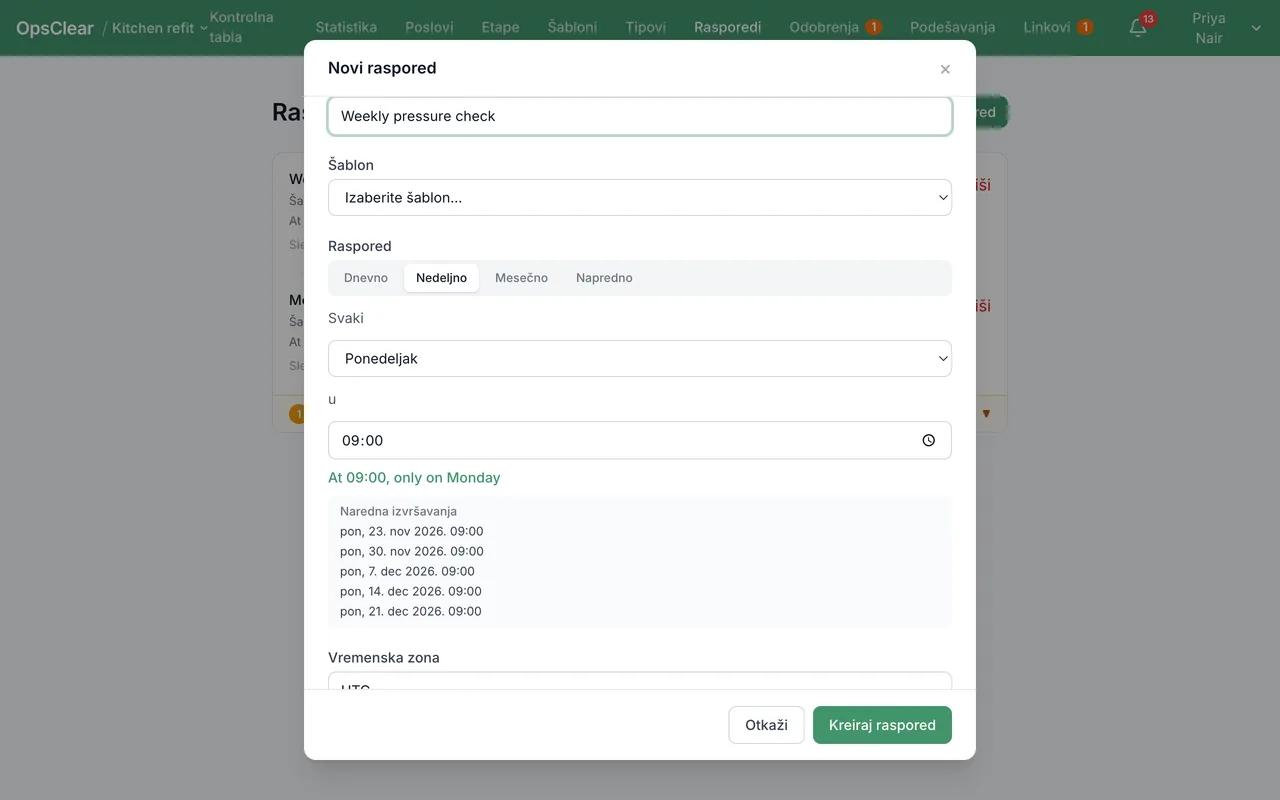 OpsClear / Kitchen refit
Kontrolna tabla
Statistika
Poslovi
Etape
Šabloni
Tipovi
Rasporedi
Odobrenja 1
Podešavanja
Linkovi 1
13
Priya Nair
Novi raspored
×
Weekly pressure check
Šablon
Izaberite šablon...
Raspored
Dnevno Nedeljno Mesečno Napredno
Svaki
Ponedeljak
u
09:00
At 09:00, only on Monday
Naredna izvršavanja
pon, 23. nov 2026. 09:00
pon, 30. nov 2026. 09:00
pon, 7. dec 2026. 09:00
pon, 14. dec 2026. 09:00
pon, 21. dec 2026. 09:00
Vremenska zona
UTC
Otkaži
Kreiraj raspored
At
At
1